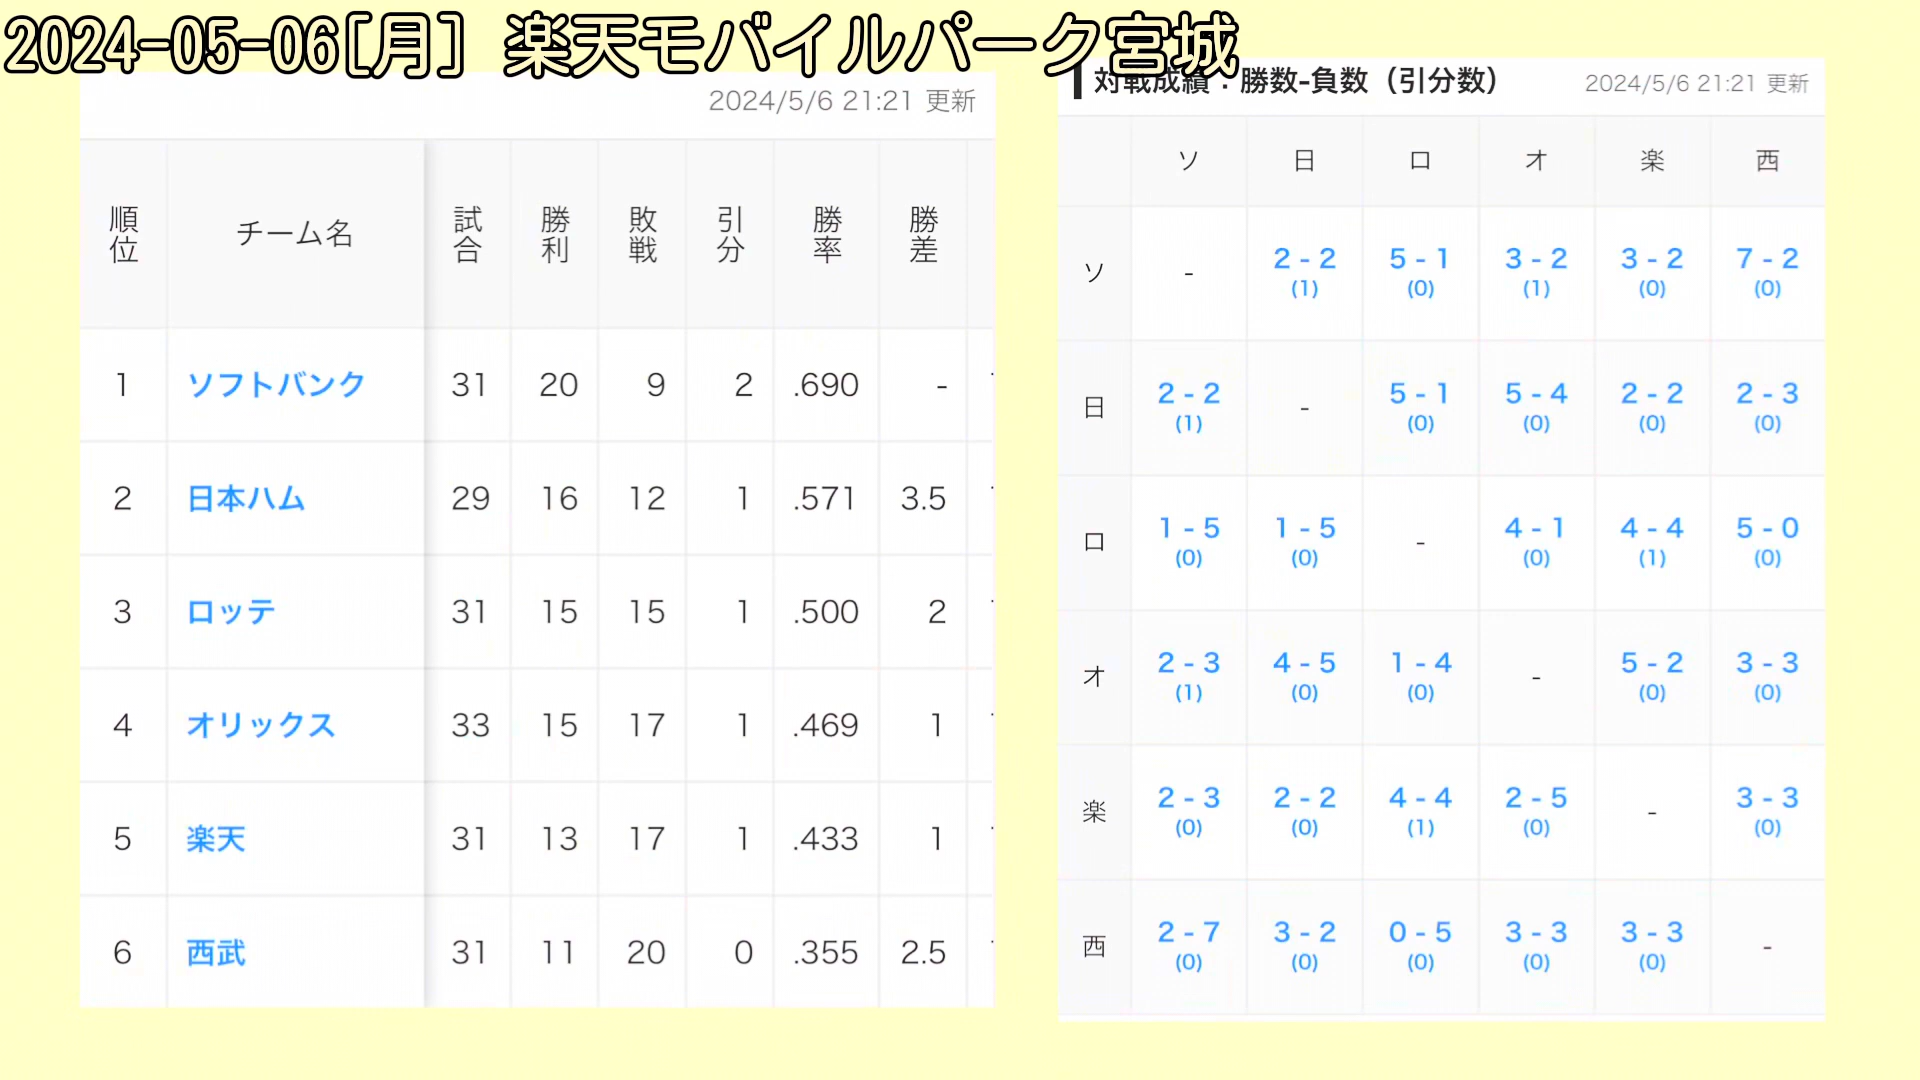 2024-05-06[月] 楽天モバイルパーク宮城
2024/5/6 21:21 更新
順位 チーム名 試合 勝利 敗戦 引分 勝率 勝差
1 ソフトバンク 31 20 9 2 .690 -
2 日本ハム 29 16 12 1 .571 3.5
3 ロッテ 31 15 15 1 .500 2
4 オリックス 33 15 17 1 .469 1
5 楽天 31 13 17 1 .433 1
6 西武 31 11 20 0 .355 2.5
対戦成績：勝数-負数（引分数） 2024/5/6 21:21 更新
ソ 日 ロ オ 楽 西
ソ - 2 - 2 5 - 1 3 - 2 3 - 2 7 - 2
(1) (0) (1) (0) (0)
日 2 - 2 - 5 - 1 5 - 4 2 - 2 2 - 3
(1) (0) (0) (0) (0)
ロ 1 - 5 1 - 5 - 4 - 1 4 - 4 5 - 0
(0) (0) (0) (1) (0)
オ 2 - 3 4 - 5 1 - 4 - 5 - 2 3 - 3
(1) (0) (0) (0) (0)
楽 2 - 3 2 - 2 4 - 4 2 - 5 - 3 - 3
(0) (0) (1) (0) (0)
西 2 - 7 3 - 2 0 - 5 3 - 3 3 - 3 -
(0) (0) (0) (0) (0)